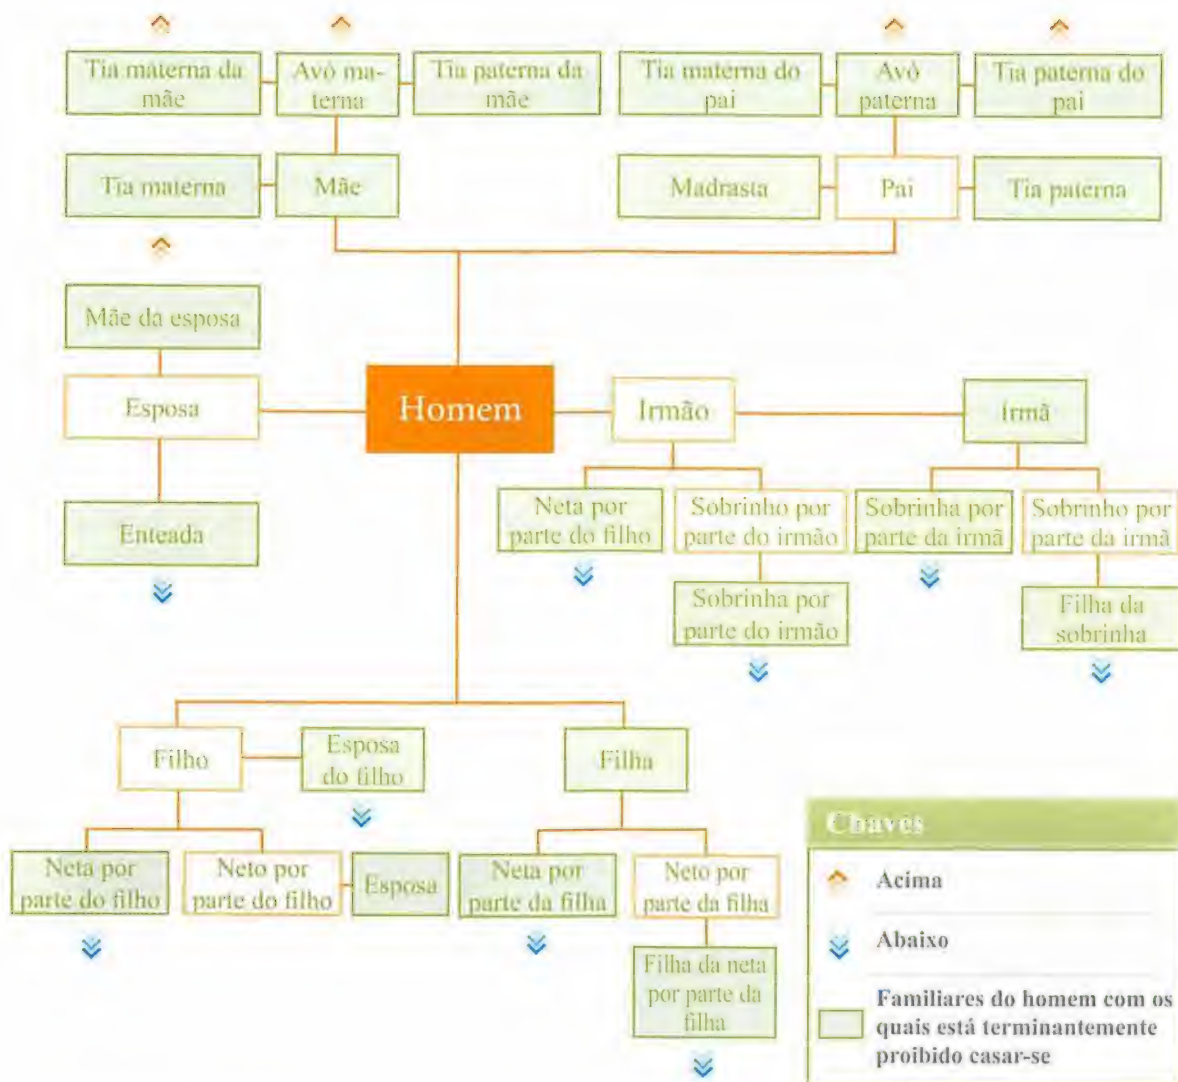 Tia materna da
mãe
Avó ma-
terna
Tia paterna da
mãe
Tia materna do
pai
Avó
paterna
Tia paterna do
pai
Tia materna
Mãe
Madrasta
Pai
Tia paterna
Mãe da esposa
Esposa
Homem
Irmão
Irmã
Enteada
Neta por
parte do filho
Sobrinho por
parte do irmão
Sobrinha por
parte da irmã
Sobrinho por
parte da irmã
Sobrinha por
parte do irmão
Filha da
sobrinha
Filho
Esposa
do filho
Filha
Neta por
parte do filho
Neto por
parte do filho
Esposa
Neta por
parte da filha
Neto por
parte da filha
Filha da neta
por parte da
filha
Chaves
Acima
Abaixo
Familiares do homem com os
quais está terminantemente
proibido casar-se